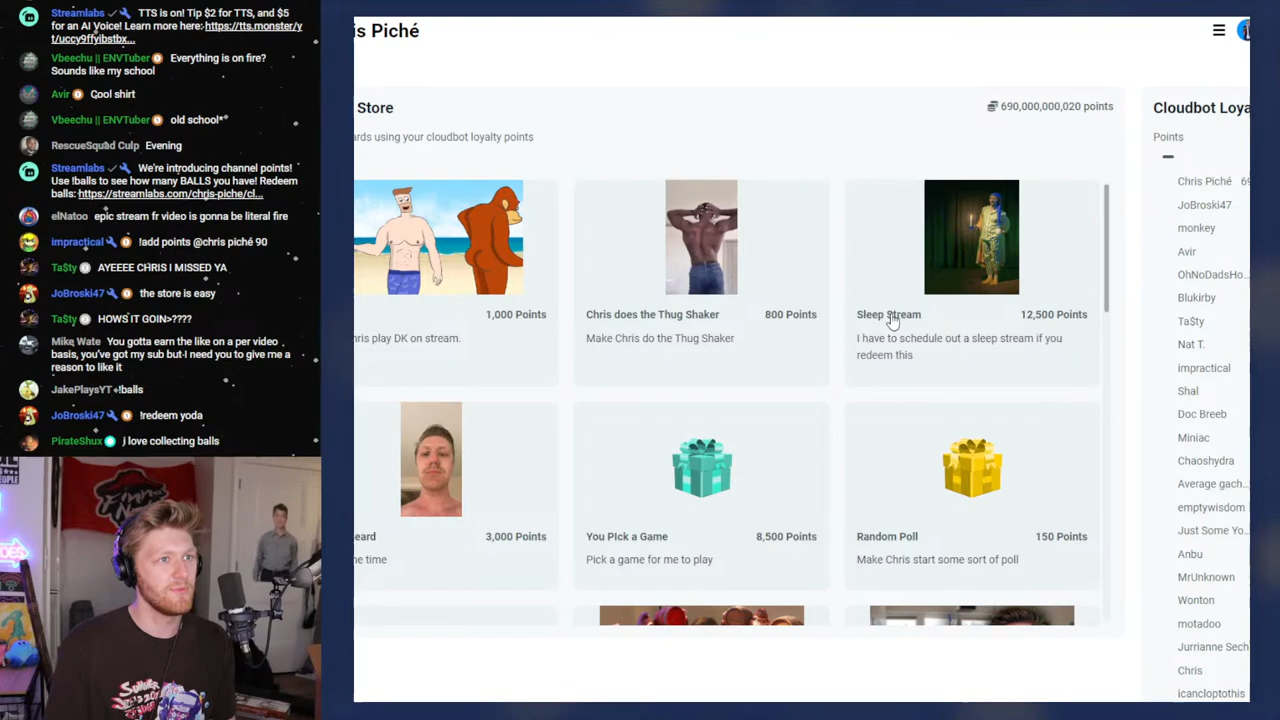 Streamlabs TTS is on! Tip $2 for TTS, and $5
for an AI Voice! Learn more here: https://tts.monster/y
t/uccy9ffyibstbx...
Vbeechu || ENVTuber Everything is on fire?
Sounds like my school
Avir Cool shirt
Vbeechu || ENVTuber old school*
RescueSquad Culp Evening
Streamlabs We're introducing channel points!
Use !balls to see how many BALLS you have! Redeem
balls: https://streamlabs.com/chris-piche/cl...
elNatoo epic stream fr video is gonna be literal fire
impractical !add points @chris piché 90
Ta$ty AYEEEE CHRIS I MISSED YA
JoBroski47 the store is easy
Ta$ty HOWS IT GOIN>????
Mike Wate You gotta earn the like on a per video
basis, you've got my sub but I need you to give me a
reason to like it
JakePlaysYT !balls
JoBroski47 !redeem yoda
PirateShux I love collecting balls
is Piché
Store
690,000,000,020 points
ards using your cloudbot loyalty points
1,000 Points
hris play DK on stream.
Chris does the Thug Shaker 800 Points
Make Chris do the Thug Shaker
Sleep Stream 12,500 Points
I have to schedule out a sleep stream if you
redeem this
eard 3,000 Points
me time
You PIck a Game 8,500 Points
Pick a game for me to play
Random Poll 150 Points
Make Chris start some sort of poll
Cloudbot Loya
Points
Chris Piché 69
JoBroski47
monkey
Avir
OhNoDadsHo...
Blukirby
Ta$ty
Nat T.
impractical
Shal
Doc Breeb
Miniac
Chaoshydra
Average gach...
emptywisdom
Just Some Yo...
Anbu
MrUnknown
Wonton
motadoo
Jurrianne Sech
Chris
icancloptothis